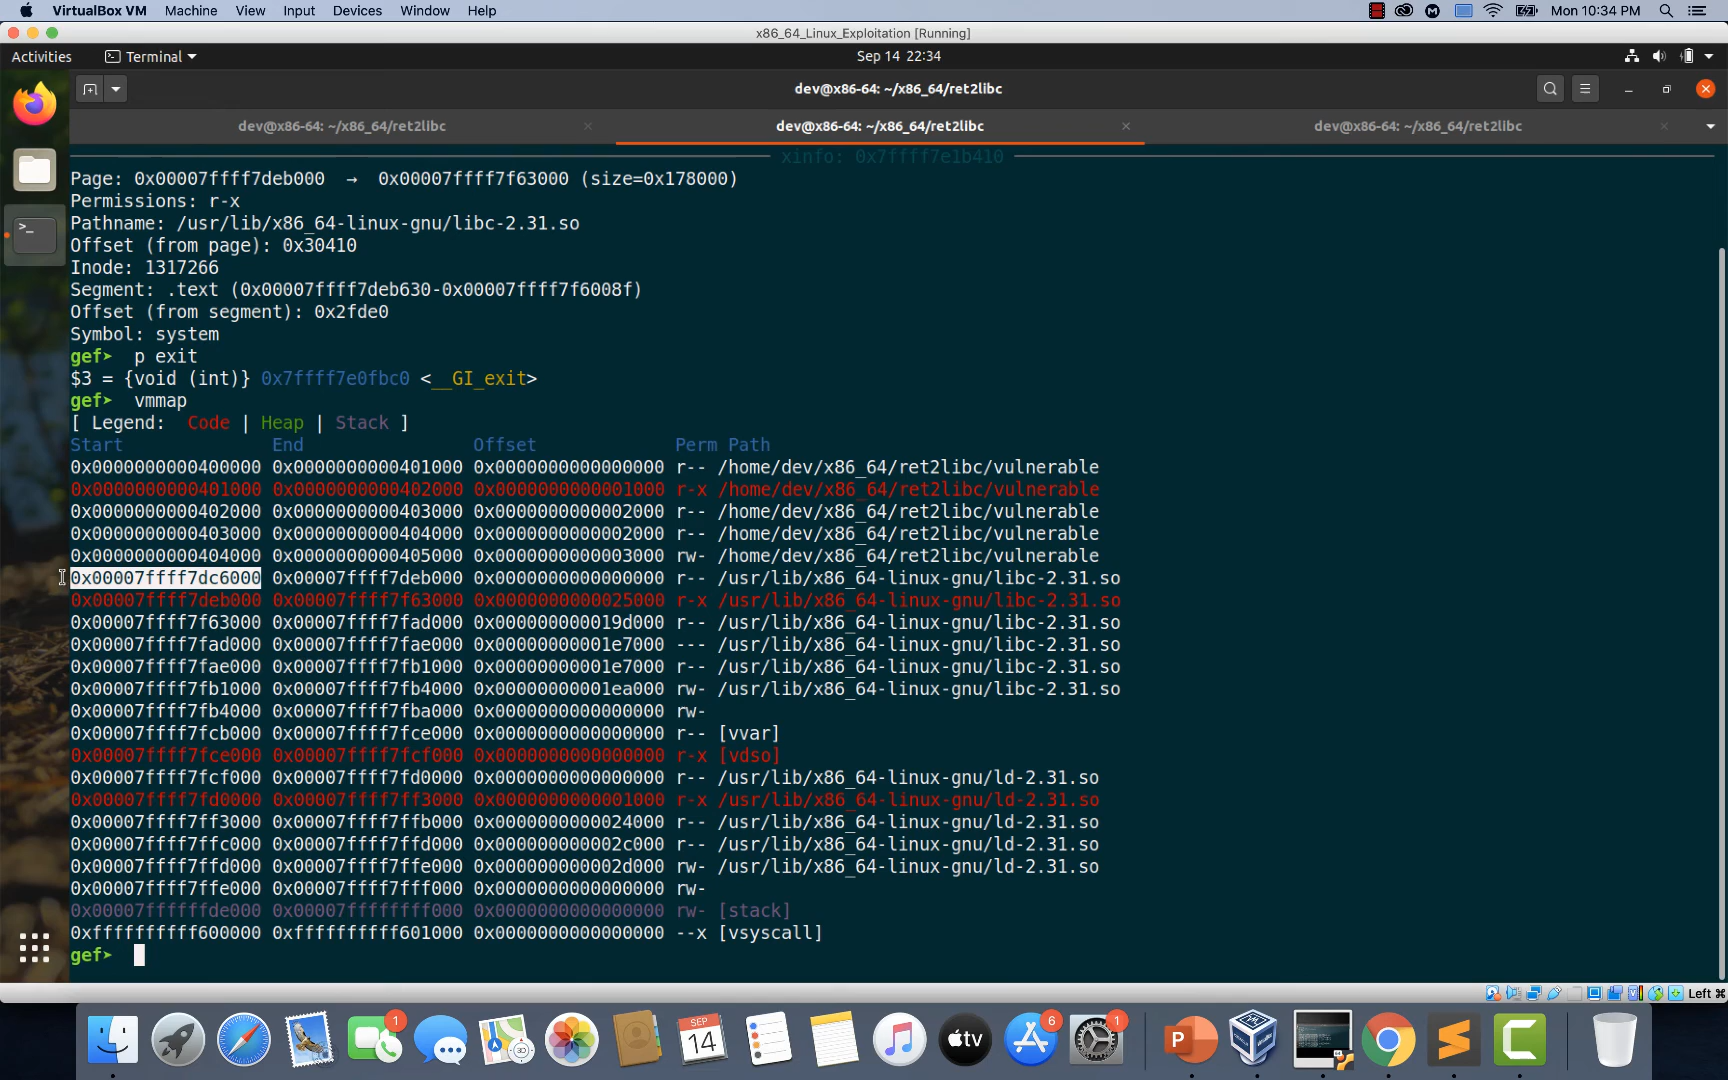 VirtualBox VM Machine View Input Devices Window Help Mon 10:34 PM
x86_64_Linux_Exploitation [Running]
Activities Terminal Sep 14 22:34
dev@x86-64: ~/x86_64/ret2libc
dev@x86-64: ~/x86_64/ret2libc dev@x86-64: ~/x86_64/ret2libc dev@x86-64: ~/x86_64/ret2libc
xinfo: 0x7ffff7e1b410
Page: 0x00007ffff7deb000 → 0x00007ffff7f63000 (size=0x178000)
Permissions: r-x
Pathname: /usr/lib/x86_64-linux-gnu/libc-2.31.so
Offset (from page): 0x30410
Inode: 1317266
Segment: .text (0x00007ffff7deb630-0x00007ffff7f6008f)
Offset (from segment): 0x2fde0
Symbol: system
gef➤ p exit
$3 = {void (int)} 0x7ffff7e0fbc0 <__GI_exit>
gef➤ vmmap
[ Legend: Code | Heap | Stack ]
Start End Offset Perm Path
0x0000000000400000 0x0000000000401000 0x0000000000000000 r-- /home/dev/x86_64/ret2libc/vulnerable
0x0000000000401000 0x0000000000402000 0x0000000000001000 r-x /home/dev/x86_64/ret2libc/vulnerable
0x0000000000402000 0x0000000000403000 0x0000000000002000 r-- /home/dev/x86_64/ret2libc/vulnerable
0x0000000000403000 0x0000000000404000 0x0000000000002000 r-- /home/dev/x86_64/ret2libc/vulnerable
0x0000000000404000 0x0000000000405000 0x0000000000003000 rw- /home/dev/x86_64/ret2libc/vulnerable
0x00007ffff7dc6000 0x00007ffff7deb000 0x0000000000000000 r-- /usr/lib/x86_64-linux-gnu/libc-2.31.so
0x00007ffff7deb000 0x00007ffff7f63000 0x0000000000025000 r-x /usr/lib/x86_64-linux-gnu/libc-2.31.so
0x00007ffff7f63000 0x00007ffff7fad000 0x000000000019d000 r-- /usr/lib/x86_64-linux-gnu/libc-2.31.so
0x00007ffff7fad000 0x00007ffff7fae000 0x00000000001e7000 --- /usr/lib/x86_64-linux-gnu/libc-2.31.so
0x00007ffff7fae000 0x00007ffff7fb1000 0x00000000001e7000 r-- /usr/lib/x86_64-linux-gnu/libc-2.31.so
0x00007ffff7fb1000 0x00007ffff7fb4000 0x00000000001ea000 rw- /usr/lib/x86_64-linux-gnu/libc-2.31.so
0x00007ffff7fb4000 0x00007ffff7fba000 0x0000000000000000 rw-
0x00007ffff7fcb000 0x00007ffff7fce000 0x0000000000000000 r-- [vvar]
0x00007ffff7fce000 0x00007ffff7fcf000 0x0000000000000000 r-x [vdso]
0x00007ffff7fcf000 0x00007ffff7fd0000 0x0000000000000000 r-- /usr/lib/x86_64-linux-gnu/ld-2.31.so
0x00007ffff7fd0000 0x00007ffff7ff3000 0x0000000000001000 r-x /usr/lib/x86_64-linux-gnu/ld-2.31.so
0x00007ffff7ff3000 0x00007ffff7ffb000 0x0000000000024000 r-- /usr/lib/x86_64-linux-gnu/ld-2.31.so
0x00007ffff7ffc000 0x00007ffff7ffd000 0x000000000002c000 r-- /usr/lib/x86_64-linux-gnu/ld-2.31.so
0x00007ffff7ffd000 0x00007ffff7ffe000 0x000000000002d000 rw- /usr/lib/x86_64-linux-gnu/ld-2.31.so
0x00007ffff7ffe000 0x00007ffff7fff000 0x0000000000000000 rw-
0x00007ffffffde000 0x00007ffffffff000 0x0000000000000000 rw- [stack]
0xffffffffff600000 0xffffffffff601000 0x0000000000000000 --x [vsyscall]
gef➤
Left ⌘
1 SEP 14 tv 6 1 P